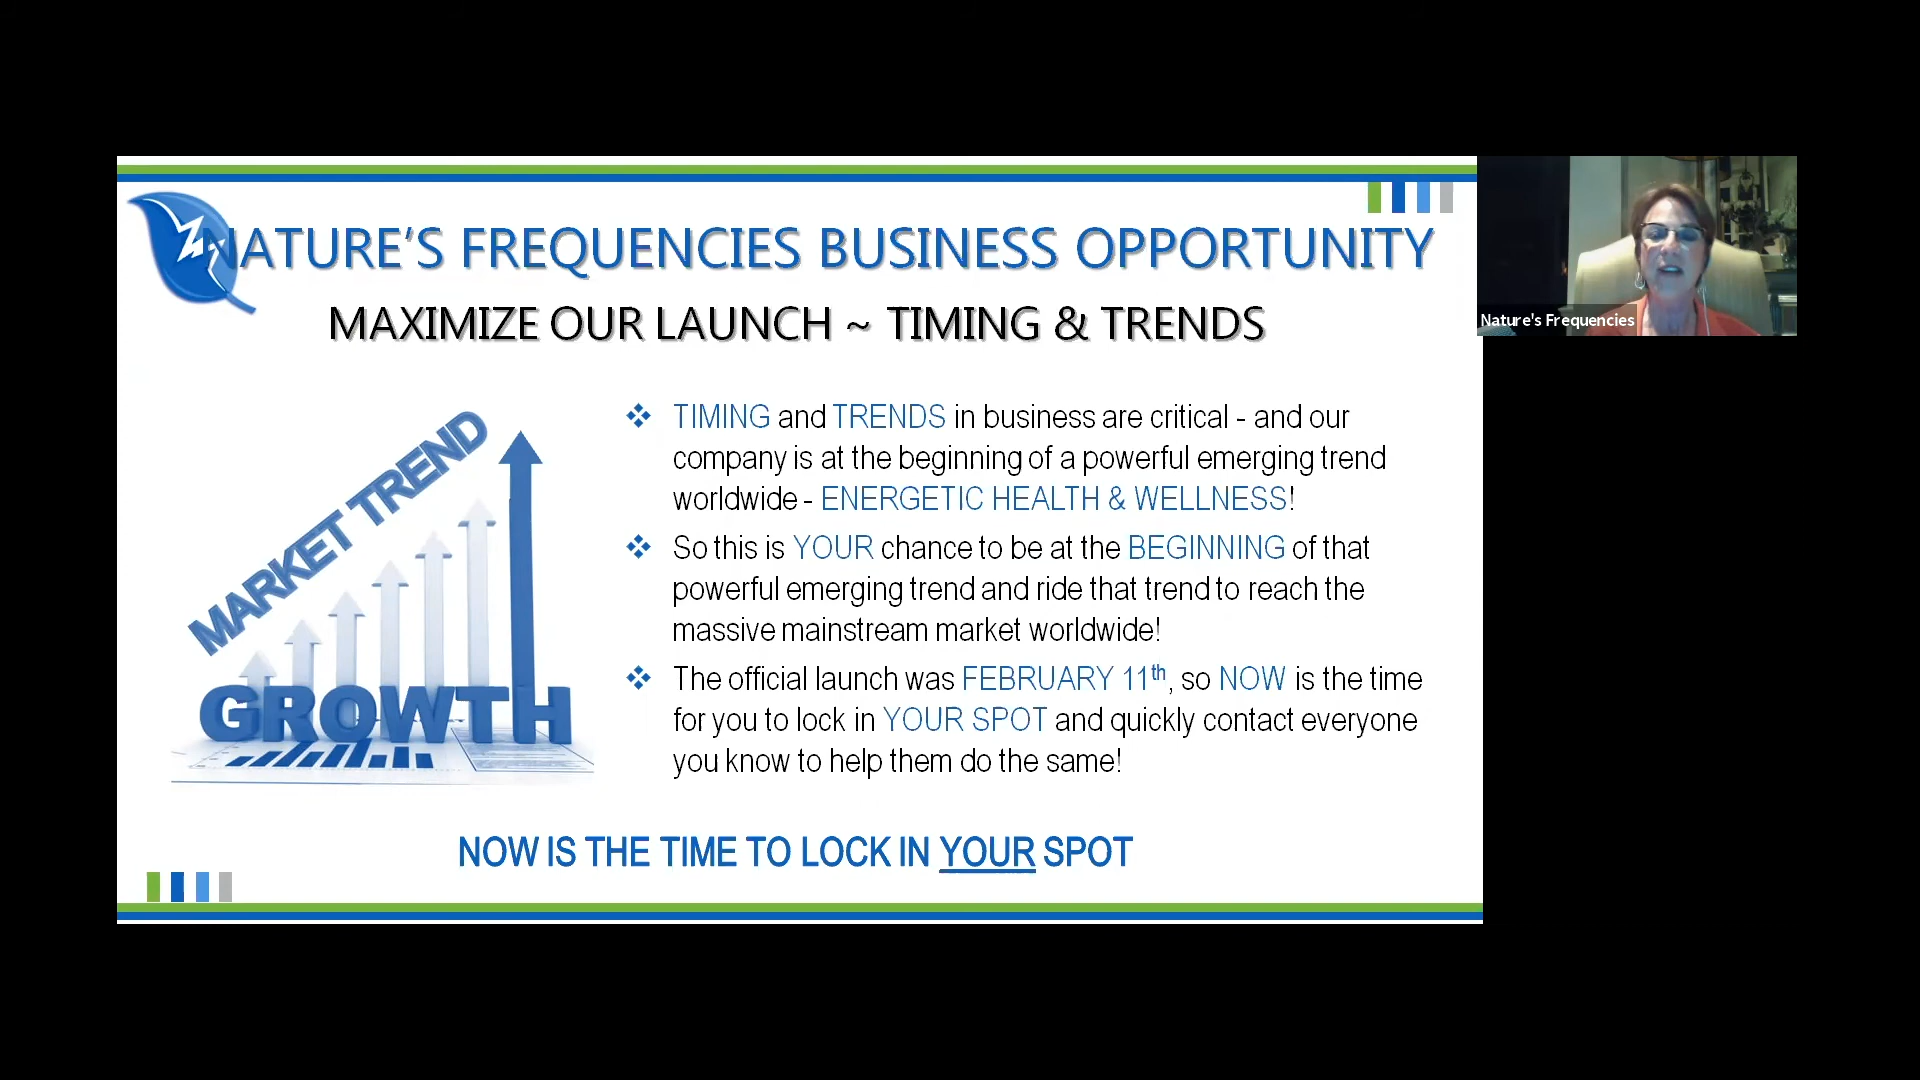 NATURE'S FREQUENCIES BUSINESS OPPORTUNITY
MAXIMIZE OUR LAUNCH ~ TIMING & TRENDS
MARKET TREND
GROWTH
❖ TIMING and TRENDS in business are critical - and our
company is at the beginning of a powerful emerging trend
worldwide - ENERGETIC HEALTH & WELLNESS!
❖ So this is YOUR chance to be at the BEGINNING of that
powerful emerging trend and ride that trend to reach the
massive mainstream market worldwide!
❖ The official launch was FEBRUARY 11th, so NOW is the time
for you to lock in YOUR SPOT and quickly contact everyone
you know to help them do the same!
NOW IS THE TIME TO LOCK IN YOUR SPOT
Nature's Frequencies